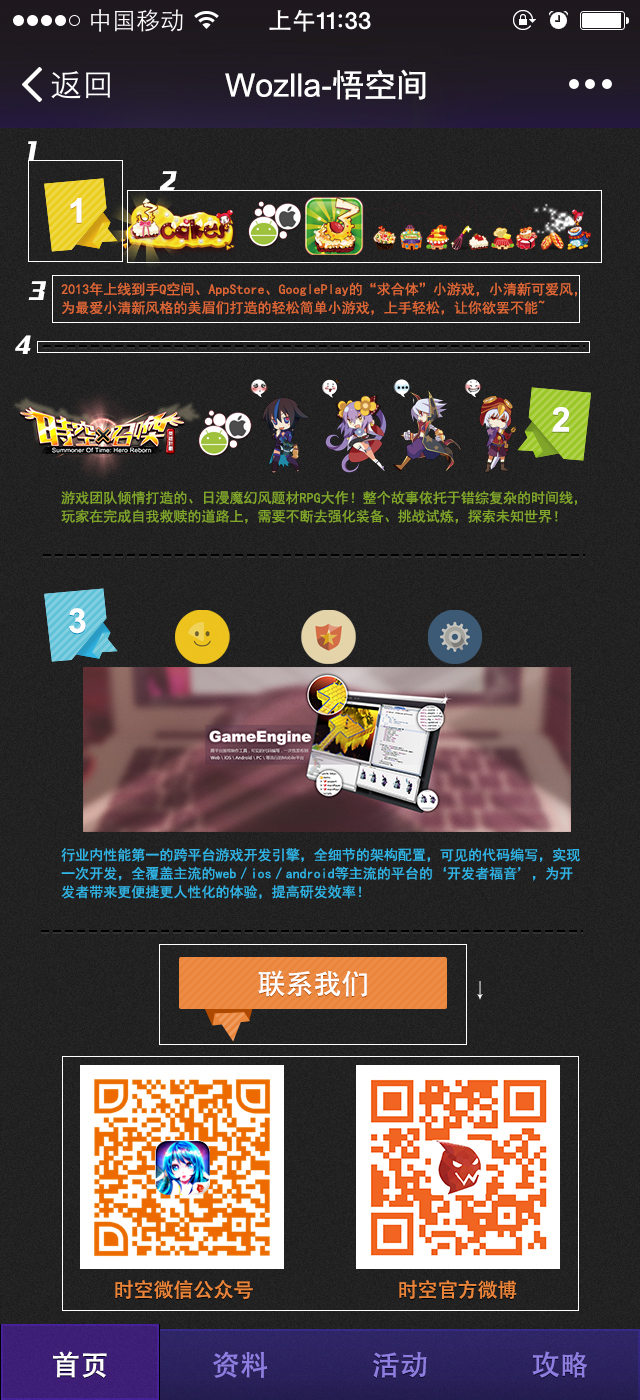 中国移动
上午11:33
返回
Wozlla-悟空间
1
2
1
Caker
3
2013年上线到手Q空间、AppStore、GooglePlay的“求合体”小游戏，小清新可爱风，
为最爱小清新风格的美眉们打造的轻松简单小游戏，上手轻松，让你欲罢不能~
4
时空×召唤
Summoner Of Time: Hero Reborn
2
游戏团队倾情打造的、日漫魔幻风题材RPG大作！整个故事依托于错综复杂的时间线，
玩家在完成自我救赎的道路上，需要不断去强化装备、挑战试炼，探索未知世界！
3
GameEngine
行业内性能第一的跨平台游戏开发引擎，全细节的架构配置，可见的代码编写，实现
一次开发，全覆盖主流的web / ios / android等主流的平台的‘开发者福音’，为开
发者带来更便捷更人性化的体验，提高研发效率！
联系我们
↓
时空微信公众号
时空官方微博
首页
资料
活动
攻略